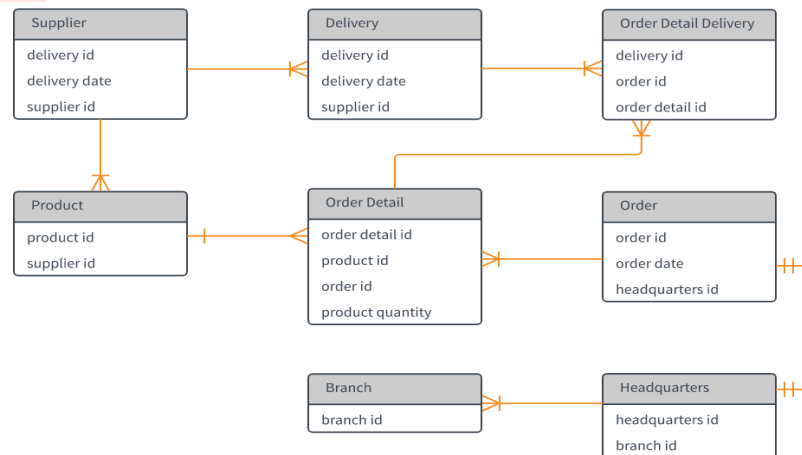 Supplier
delivery id
delivery date
supplier id
Delivery
delivery id
delivery date
supplier id
Order Detail Delivery
delivery id
order id
order detail id
Product
product id
supplier id
Order Detail
order detail id
product id
order id
product quantity
Order
order id
order date
headquarters id
Branch
branch id
Headquarters
headquarters id
branch id